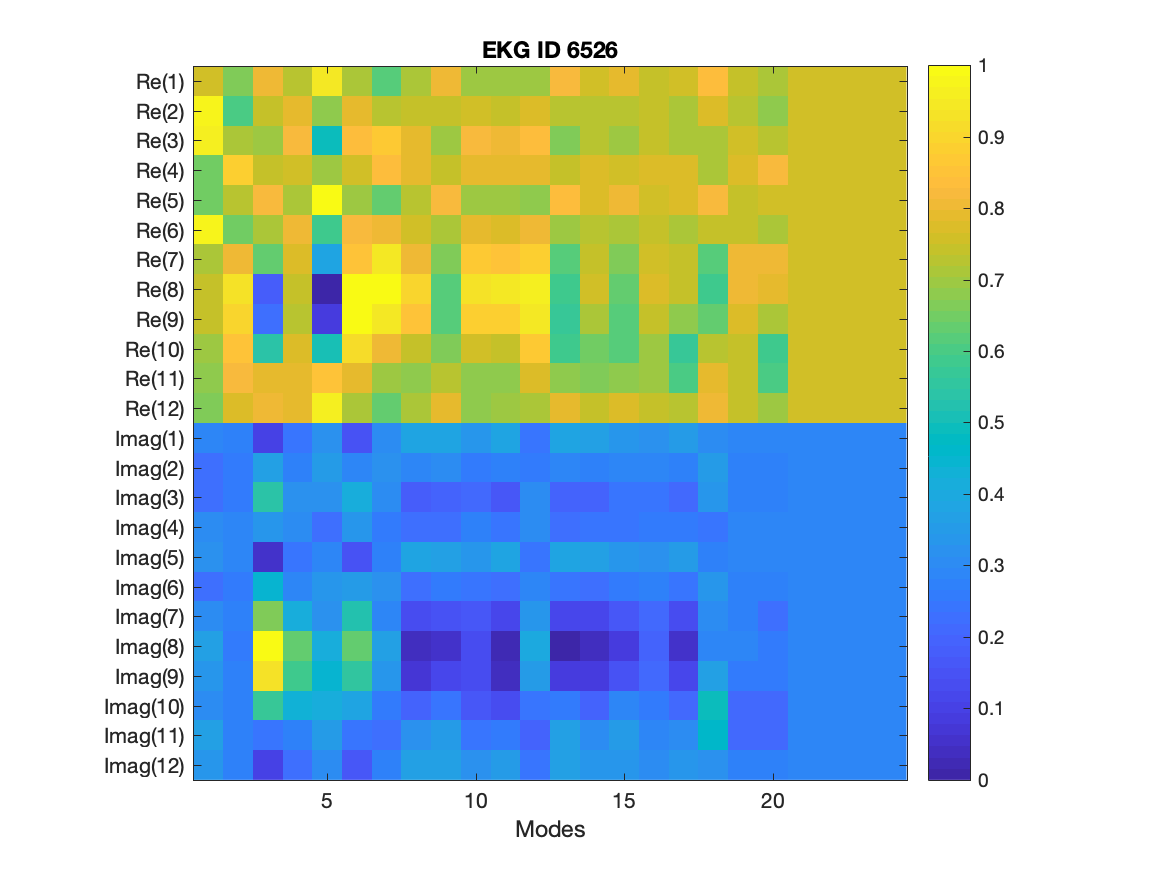 EKG ID 6526
Re(1)
Re(2)
Re(3)
Re(4)
Re(5)
Re(6)
Re(7)
Re(8)
Re(9)
Re(10)
Re(11)
Re(12)
Imag(1)
Imag(2)
Imag(3)
Imag(4)
Imag(5)
Imag(6)
Imag(7)
Imag(8)
Imag(9)
Imag(10)
Imag(11)
Imag(12)
5 10 15 20
Modes
1
0.9
0.8
0.7
0.6
0.5
0.4
0.3
0.2
0.1
0